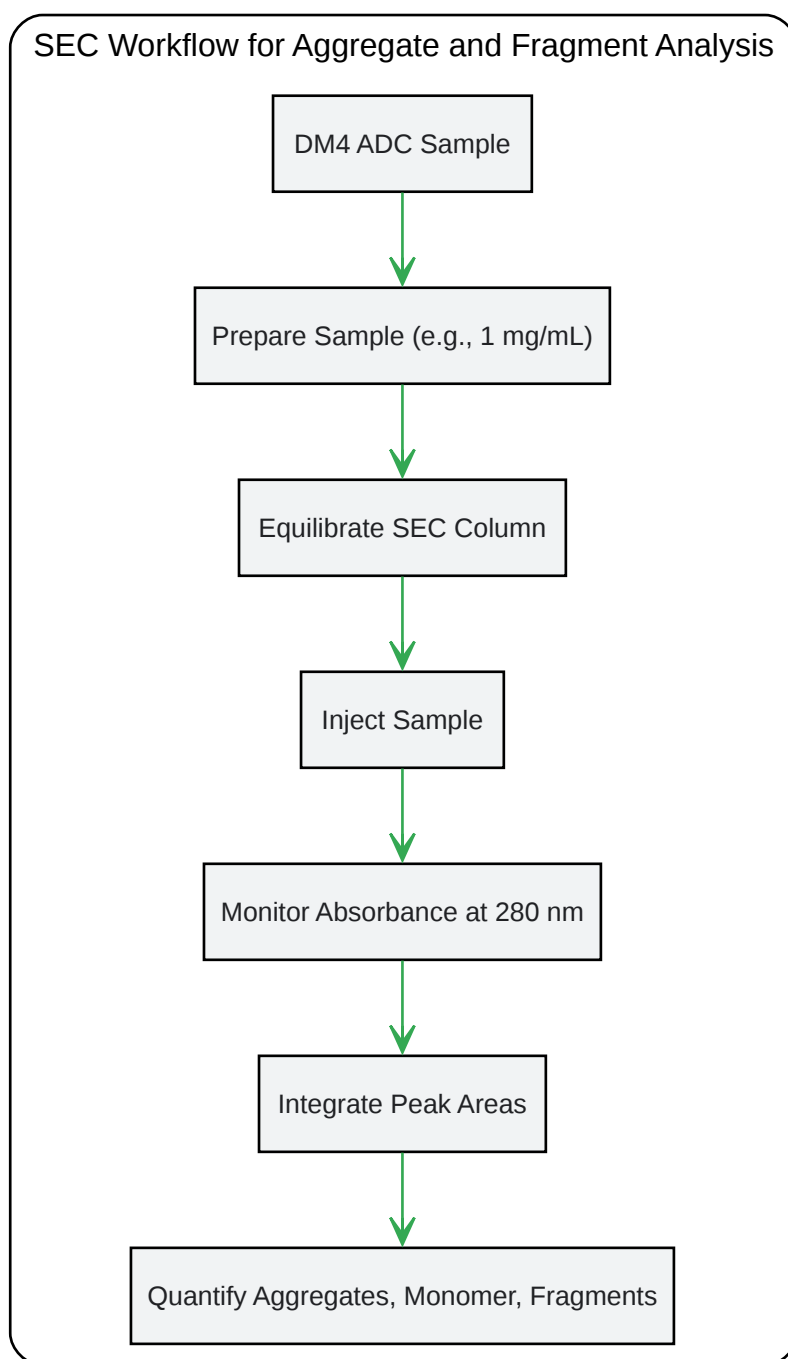 SEC Workflow for Aggregate and Fragment Analysis
DM4 ADC Sample
Prepare Sample (e.g., 1 mg/mL)
Equilibrate SEC Column
Inject Sample
Monitor Absorbance at 280 nm
Integrate Peak Areas
Quantify Aggregates, Monomer, Fragments